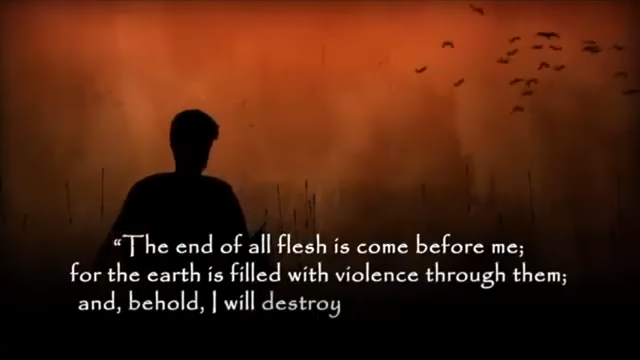 “The end of all flesh is come before me;
for the earth is filled with violence through them;
and, behold, I will destroy